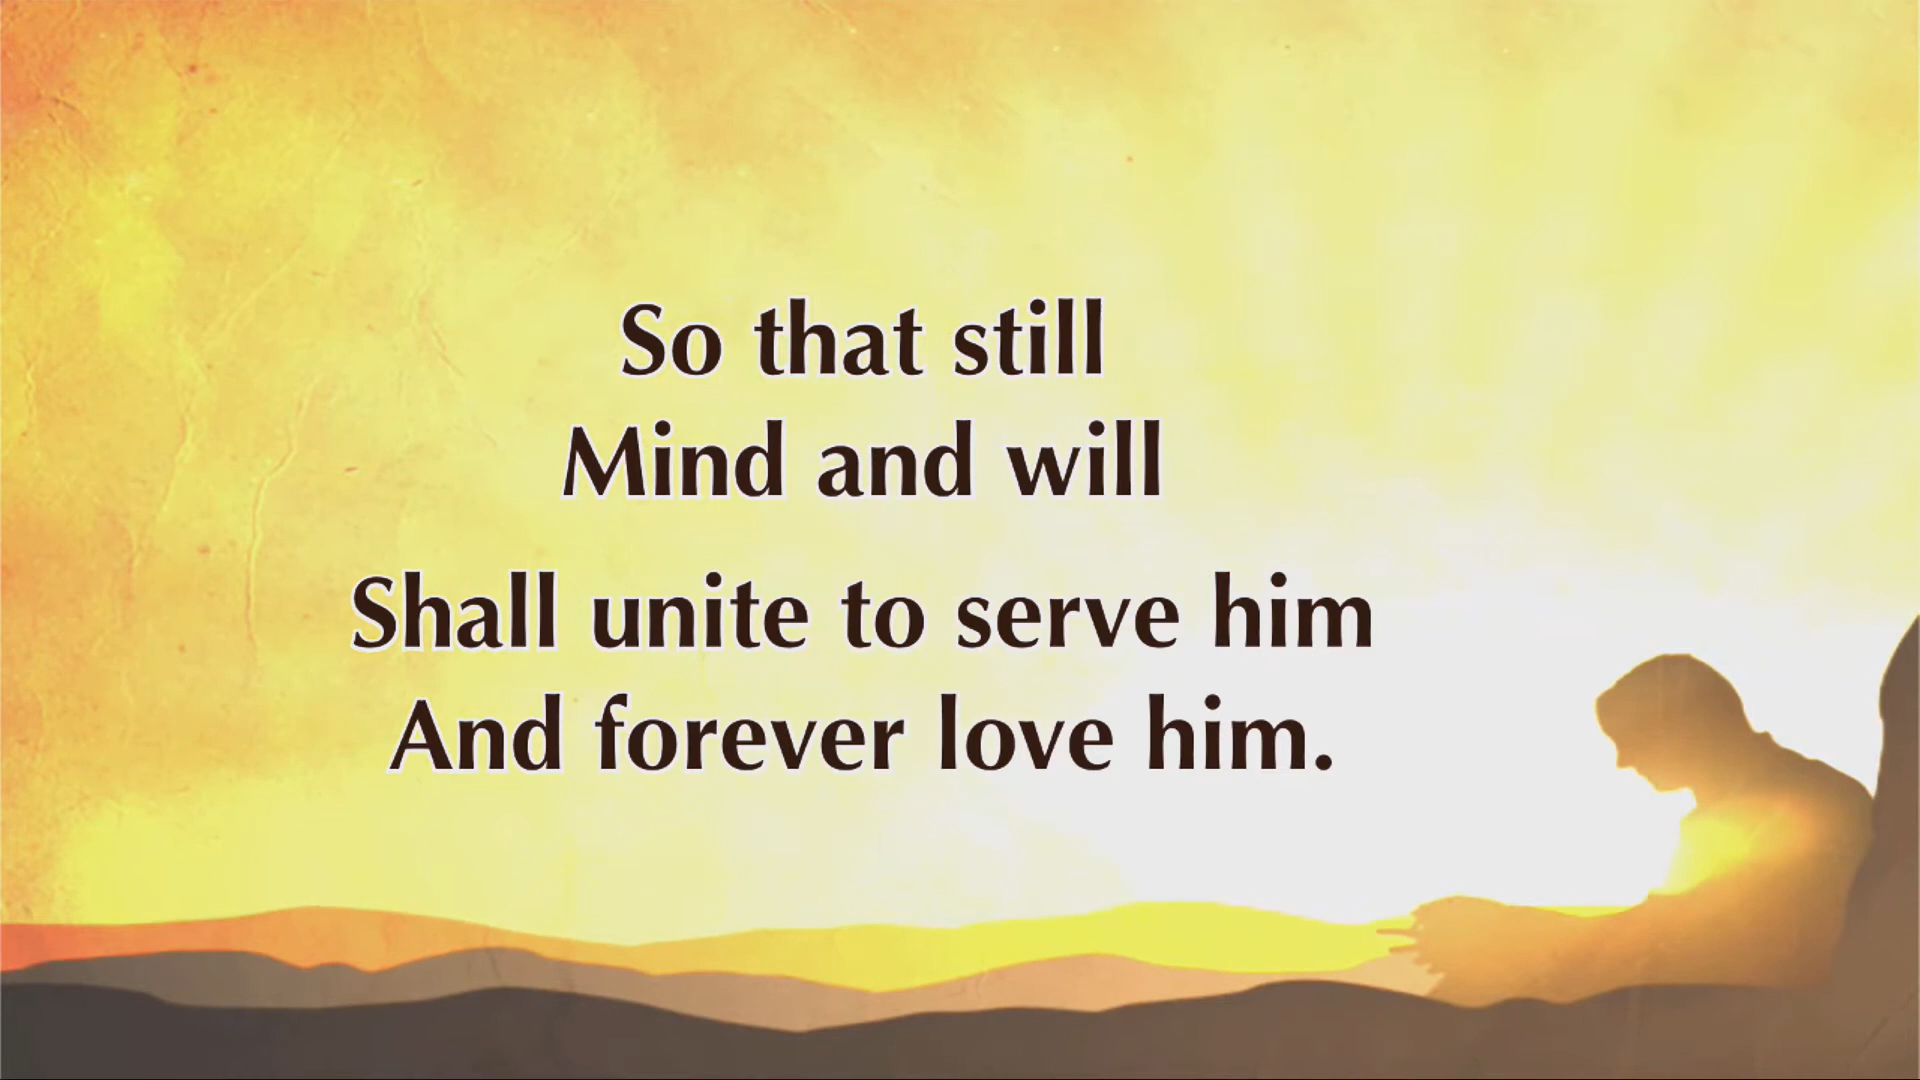 So that still
Mind and will
Shall unite to serve him
And forever love him.